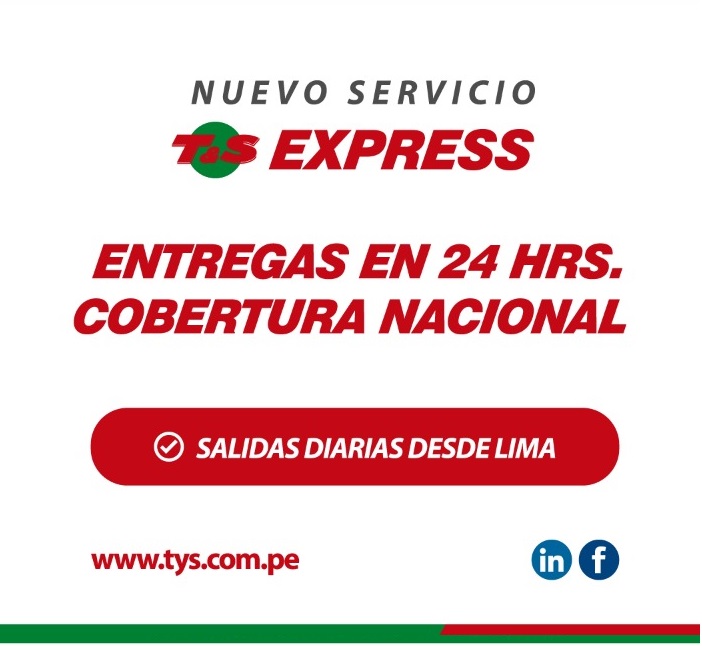 NUEVO SERVICIO
T&S EXPRESS
ENTREGAS EN 24 HRS.
COBERTURA NACIONAL
SALIDAS DIARIAS DESDE LIMA
www.tys.com.pe
in f